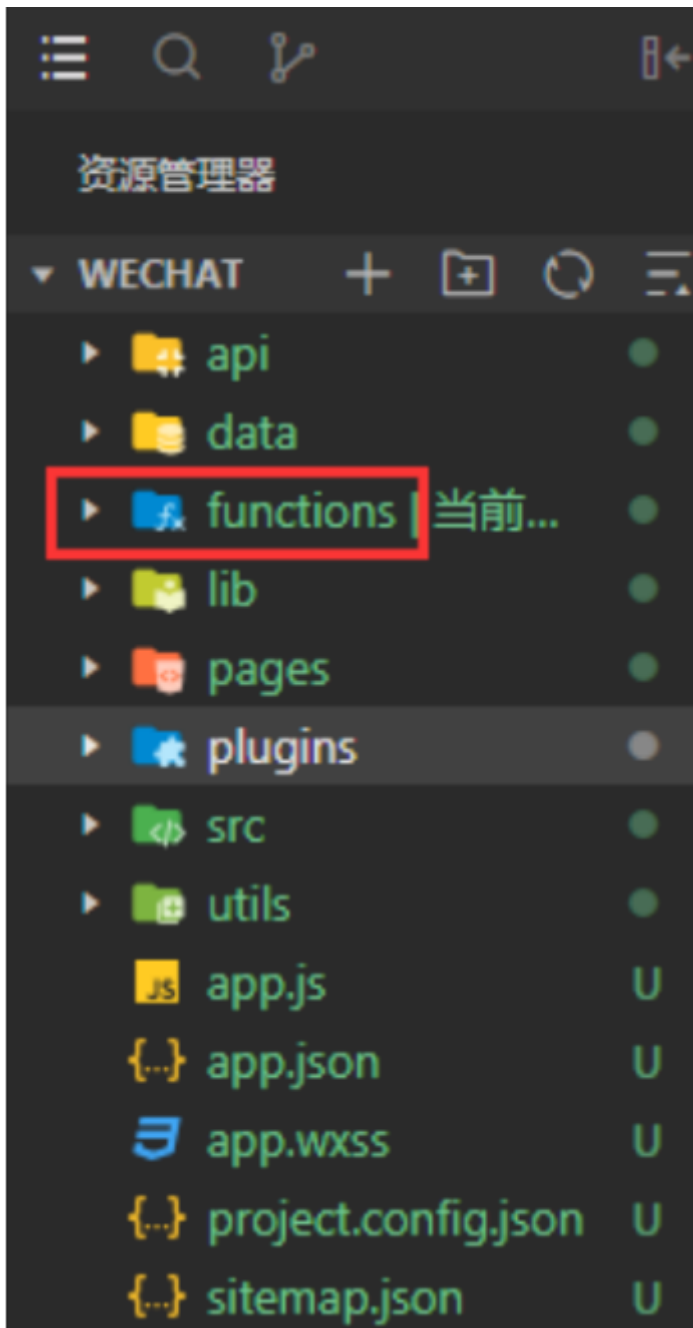 资源管理器
WECHAT
api
data
functions | 当前...
lib
pages
plugins
src
utils
JS app.js U
{...} app.json U
app.wxss U
{...} project.config.json U
{...} sitemap.json U